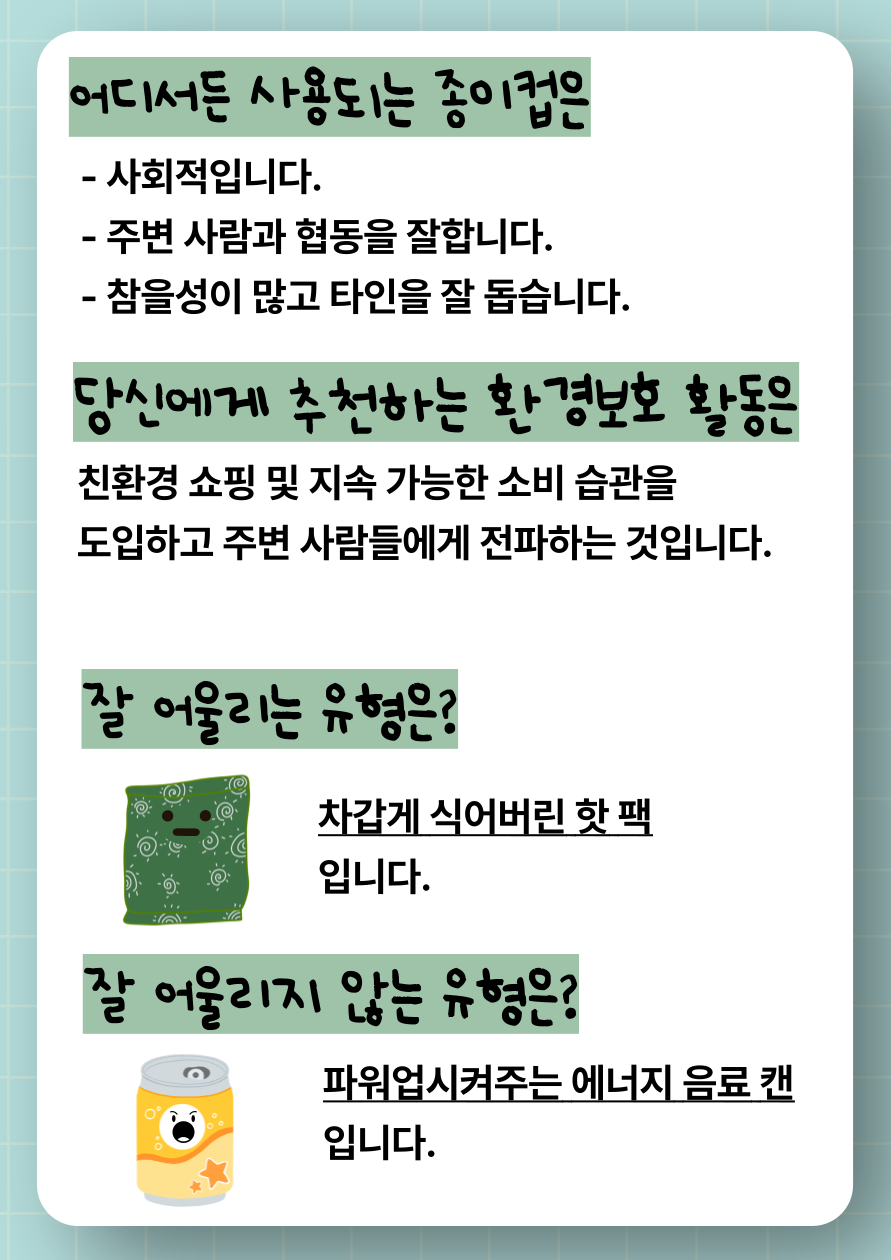 어디서든 사용되는 종이컵은
- 사회적입니다.
- 주변 사람과 협동을 잘합니다.
- 참을성이 많고 타인을 잘 돕습니다.
당신에게 추천하는 환경보호 활동은
친환경 쇼핑 및 지속 가능한 소비 습관을
도입하고 주변 사람들에게 전파하는 것입니다.
잘 어울리는 유형은?
차갑게 식어버린 핫 팩
입니다.
잘 어울리지 않는 유형은?
파워업시켜주는 에너지 음료 캔
입니다.